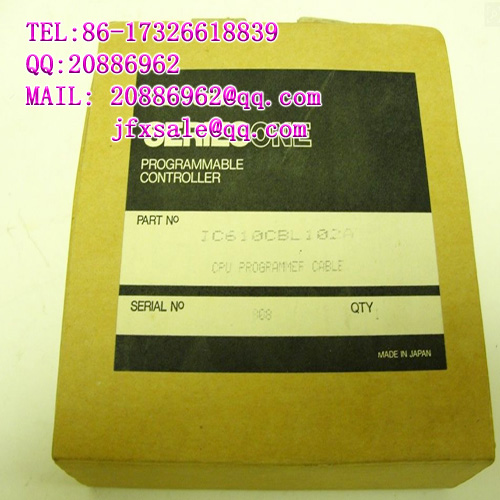 TEL:86-17326618839
QQ:20886962
MAIL: 20886962@qq.com
jfxsale@qq.com
SERIES ONE
PROGRAMMABLE
CONTROLLER
PART NO
IC610CBL102A
CPU PROGRAMMER CABLE
SERIAL NO QTY
MADE IN JAPAN